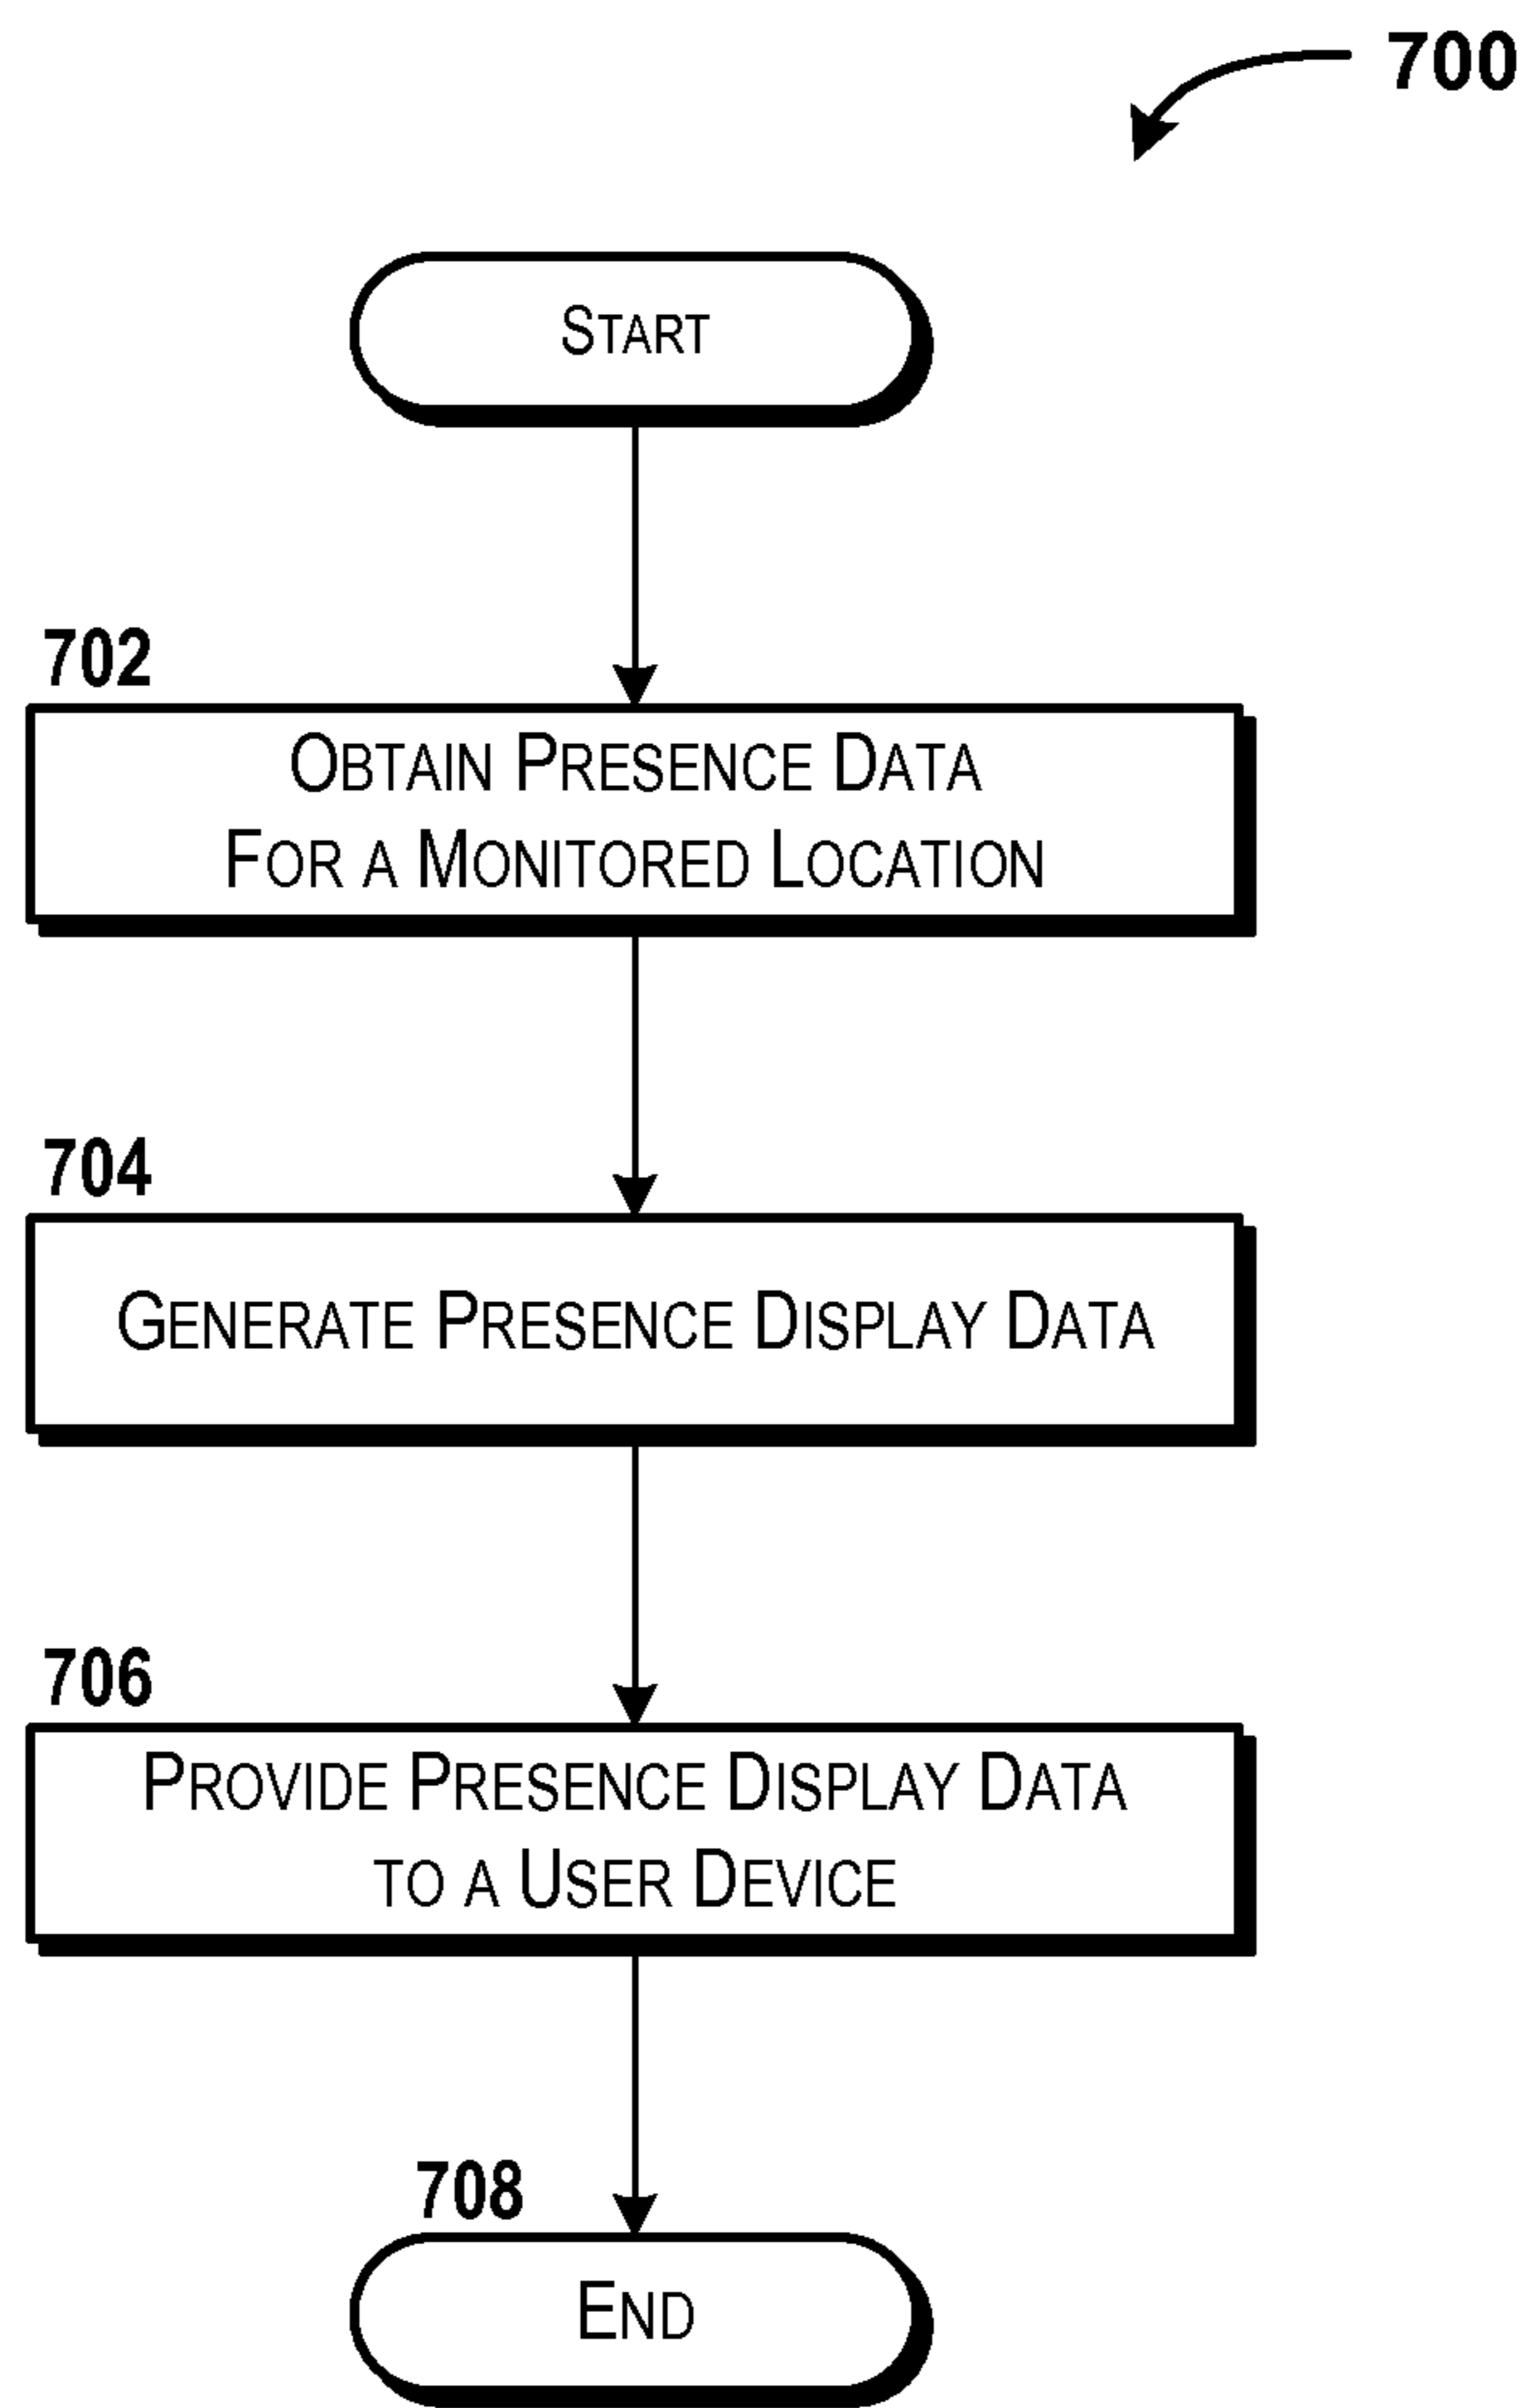 700
START
702
OBTAIN PRESENCE DATA
FOR A MONITORED LOCATION
704
GENERATE PRESENCE DISPLAY DATA
706
PROVIDE PRESENCE DISPLAY DATA
TO A USER DEVICE
708
END